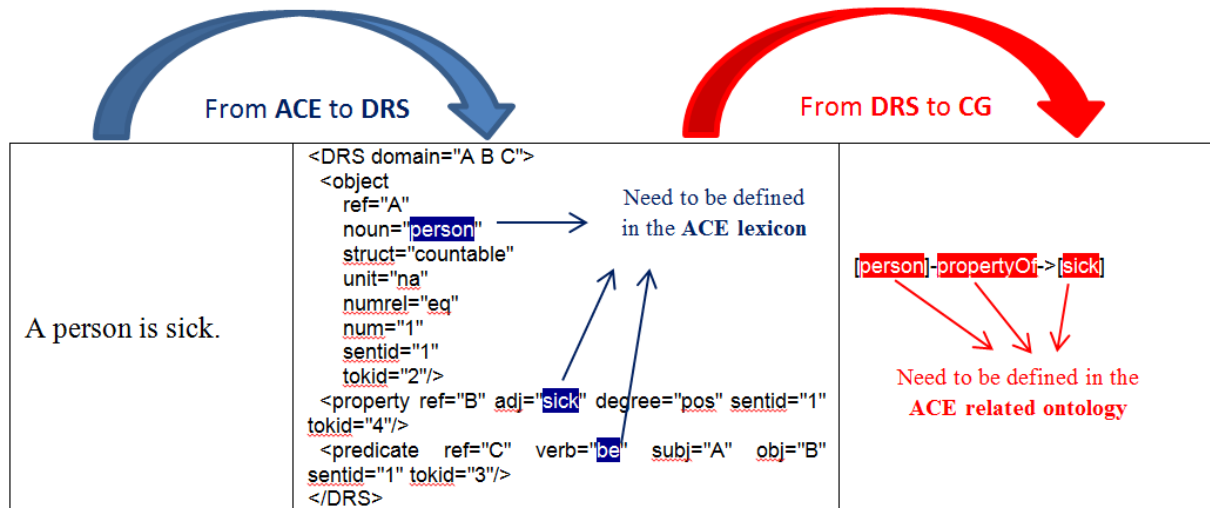 From ACE to DRS
From DRS to CG
A person is sick.
<DRS domain="A B C">
<object
ref="A"
noun="person"
struct="countable"
unit="na"
numrel="eq"
num="1"
sentid="1"
tokid="2"/>
<property ref="B" adj="sick" degree="pos" sentid="1"
tokid="4"/>
<predicate ref="C" verb="be" subj="A" obj="B"
sentid="1" tokid="3"/>
</DRS>
Need to be defined
in the ACE lexicon
[person]-propertyOf->[sick]
Need to be defined in the
ACE related ontology